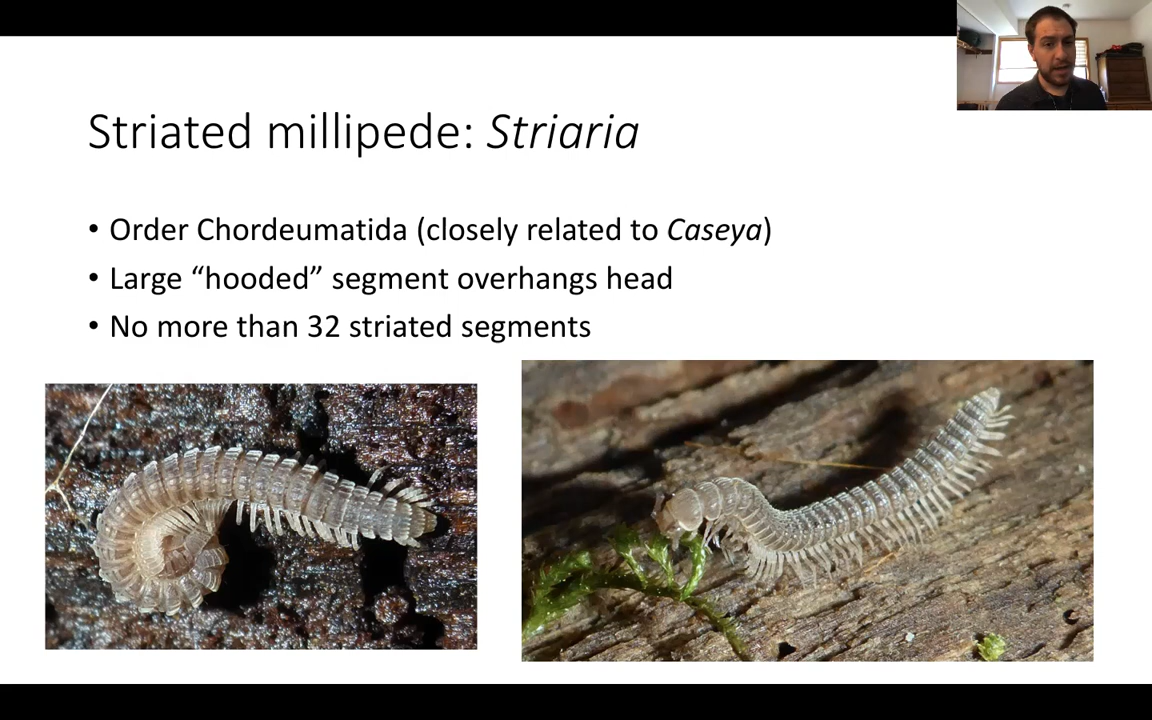 Striated millipede: Striaria
• Order Chordeumatida (closely related to Caseya)
• Large “hooded” segment overhangs head
• No more than 32 striated segments